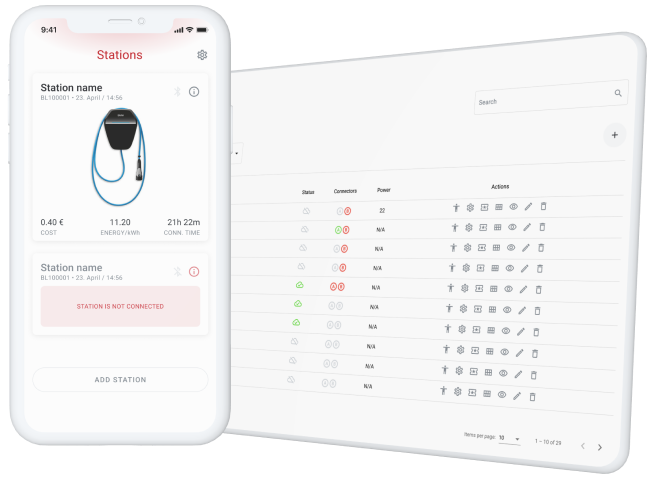 9:41
Stations
Station name
BL100001 • 23. April / 14:56
0.40 € 11.20 21h 22m
COST ENERGY/kWh CONN. TIME
Station name
BL100001 • 23. April / 14:56
STATION IS NOT CONNECTED
ADD STATION
Search
+
Status Connectors Power Actions
22
N/A
N/A
N/A
N/A
N/A
N/A
N/A
N/A
N/A
Items per page: 10 1 – 10 of 29